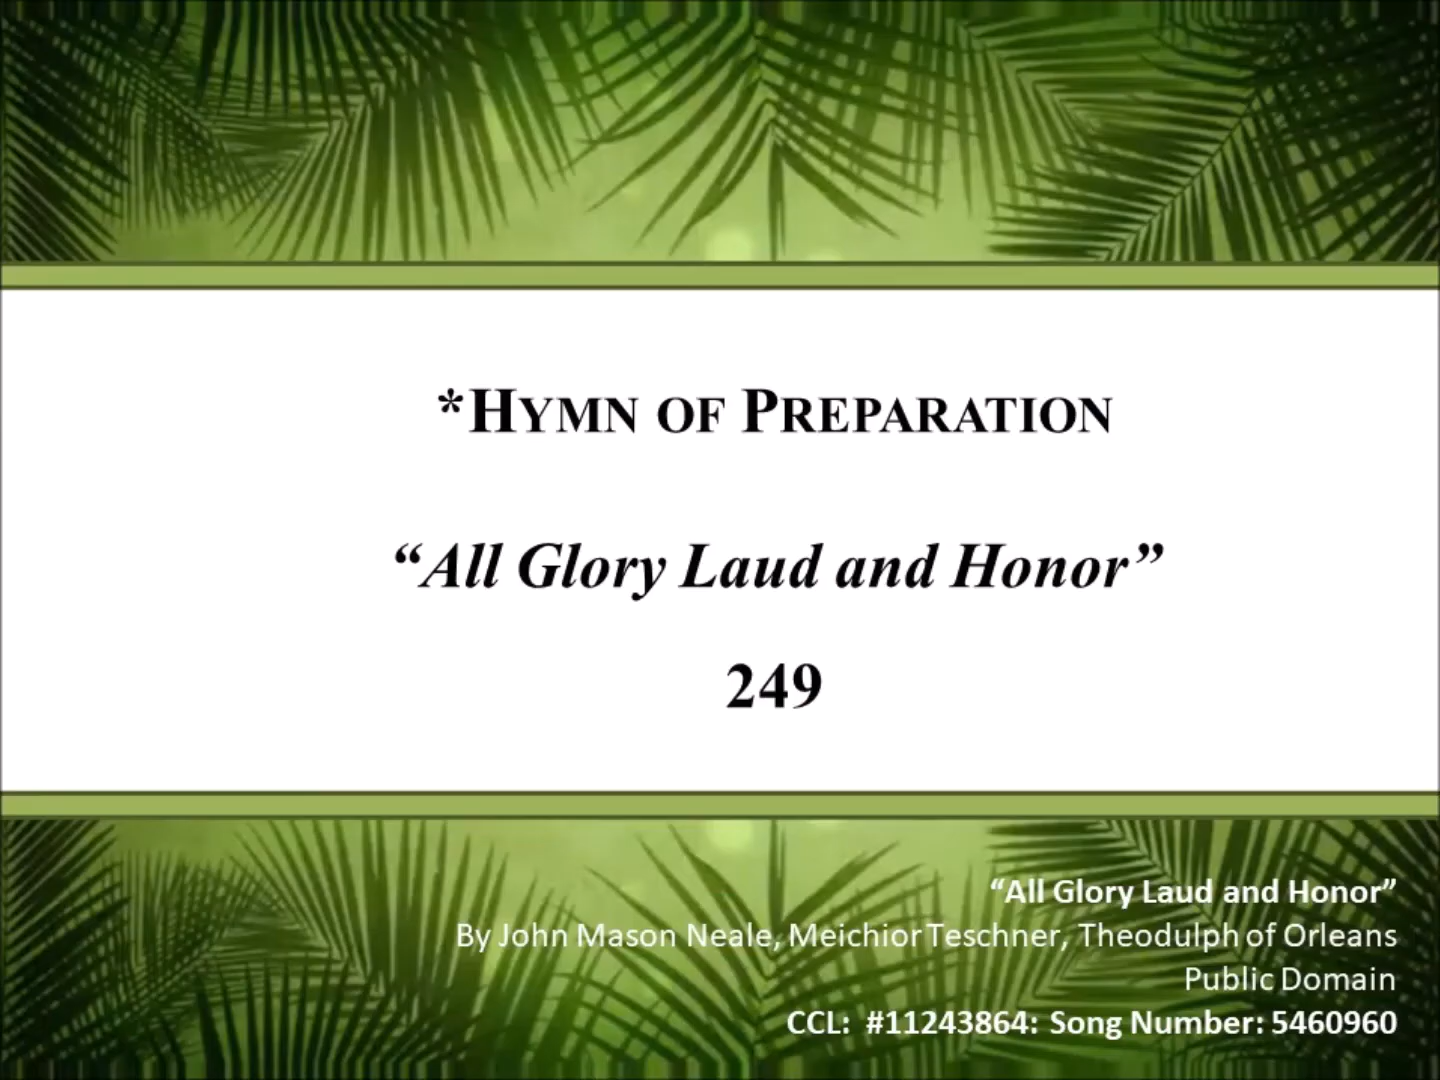 *HYMN OF PREPARATION
“All Glory Laud and Honor”
249
“All Glory Laud and Honor”
By John Mason Neale, Meichior Teschner, Theodulph of Orleans
Public Domain
CCL: #11243864: Song Number: 5460960